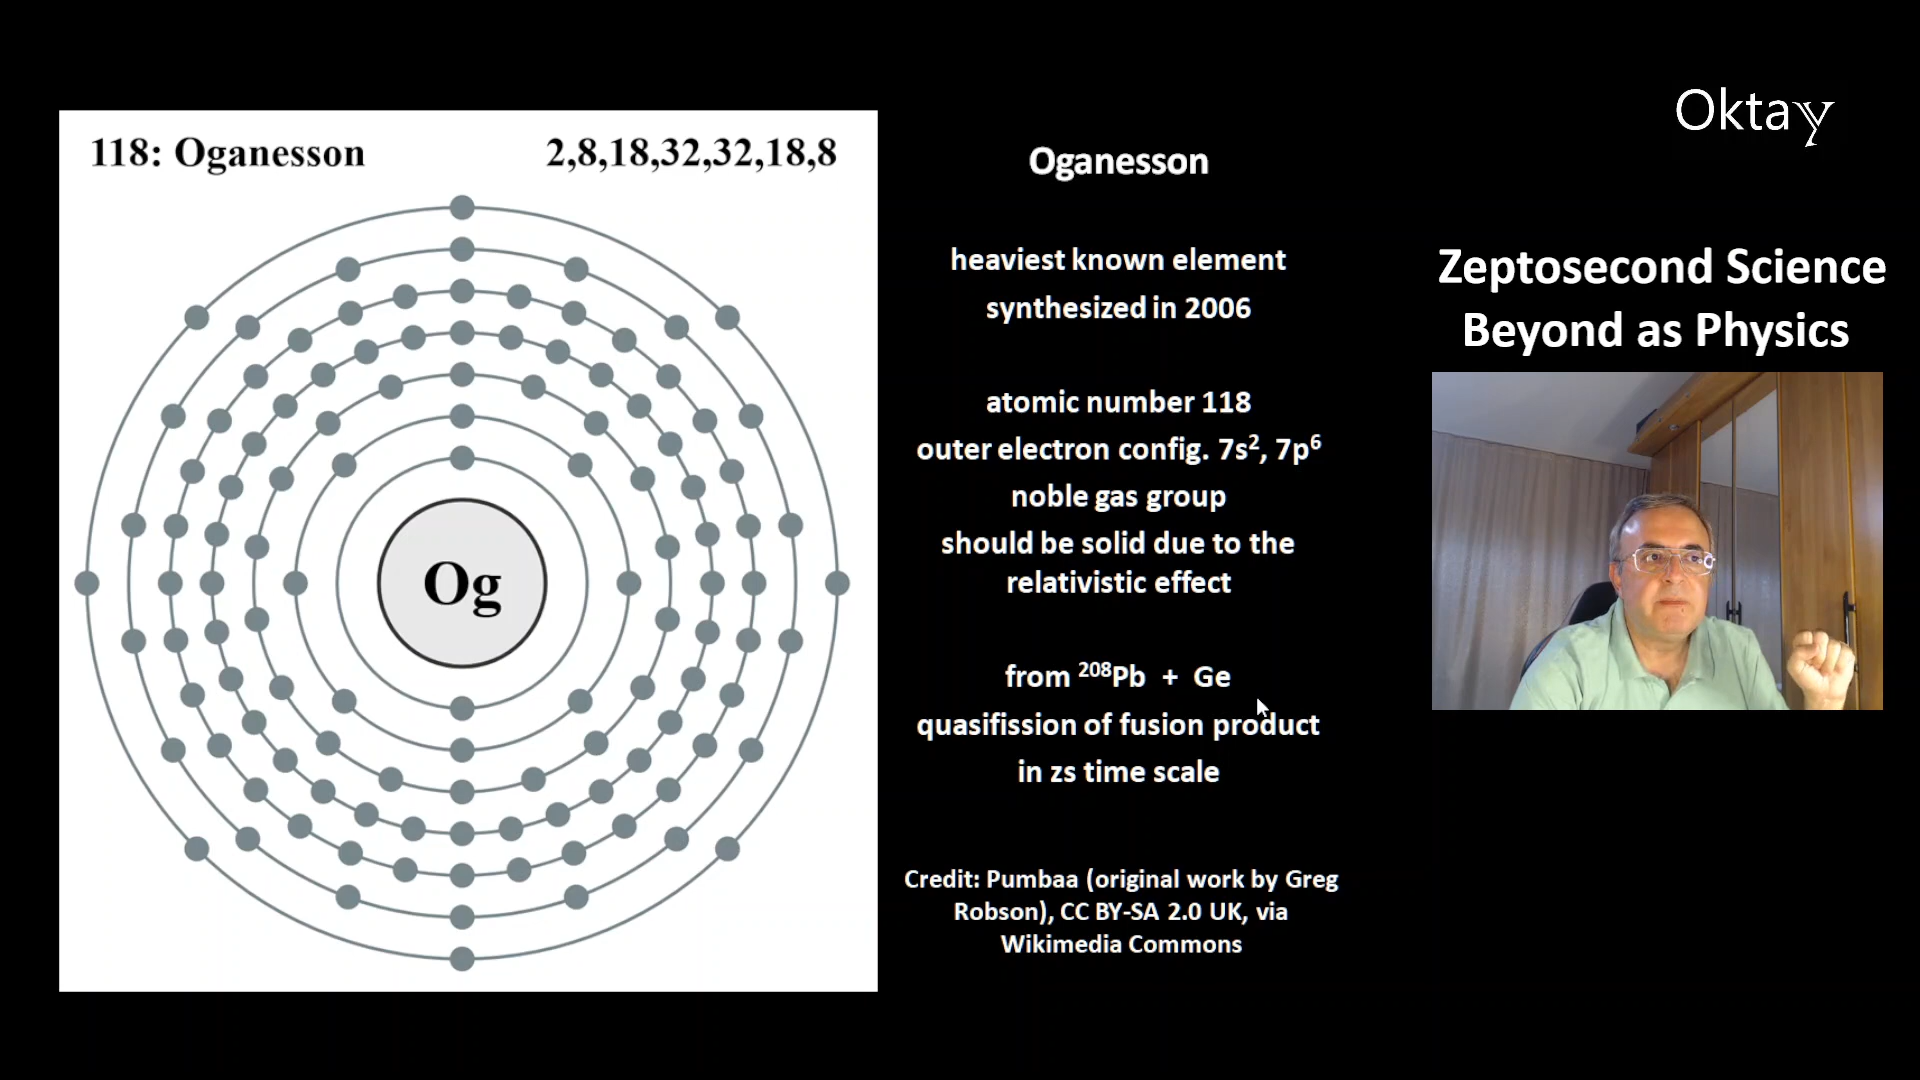 118: Oganesson 2,8,18,32,32,18,8
Og
Oganesson
heaviest known element
synthesized in 2006
atomic number 118
outer electron config. 7s², 7p⁶
noble gas group
should be solid due to the
relativistic effect
from ²⁰⁸Pb + Ge
quasifission of fusion product
in zs time scale
Credit: Pumbaa (original work by Greg
Robson), CC BY-SA 2.0 UK, via
Wikimedia Commons
Oktay
Zeptosecond Science
Beyond as Physics